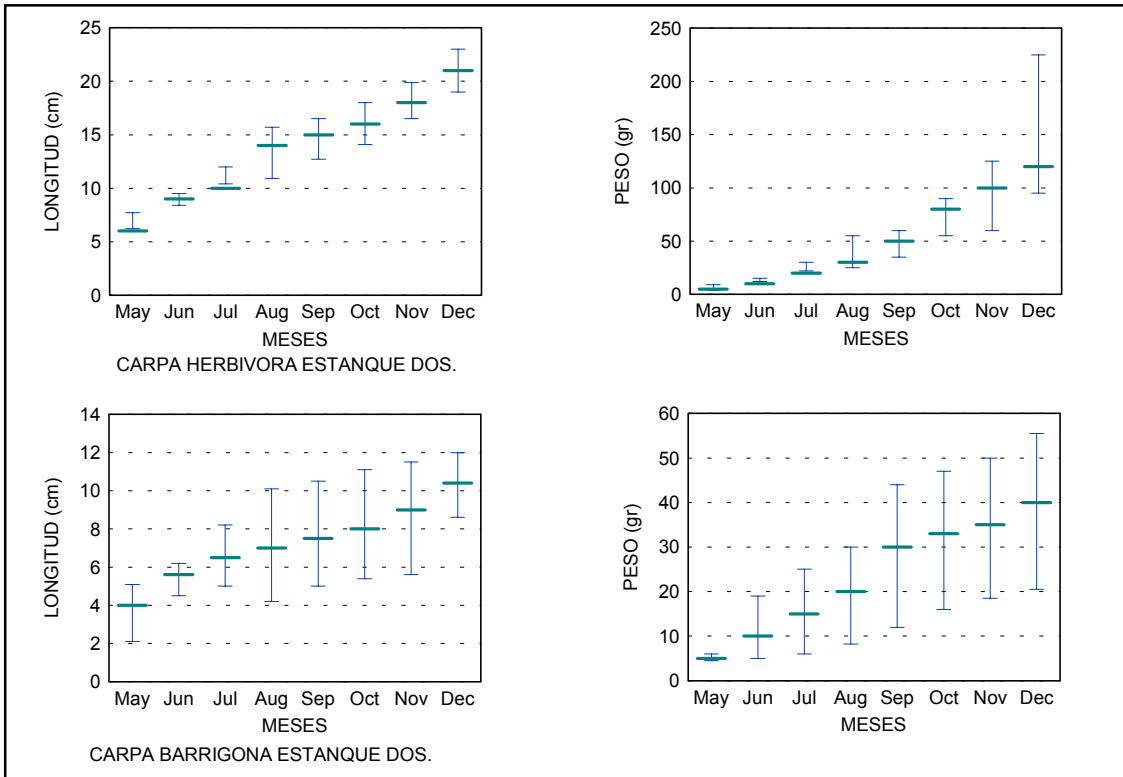 LONGITUD (cm)
25
20
15
10
5
0
May Jun Jul Aug Sep Oct Nov Dec
MESES
CARPA HERBIVORA ESTANQUE DOS.
PESO (gr)
250
200
150
100
50
0
May Jun Jul Aug Sep Oct Nov Dec
MESES
LONGITUD (cm)
14
12
10
8
6
4
2
0
May Jun Jul Aug Sep Oct Nov Dec
MESES
CARPA BARRIGONA ESTANQUE DOS.
PESO (gr)
60
50
40
30
20
10
0
May Jun Jul Aug Sep Oct Nov Dec
MESES